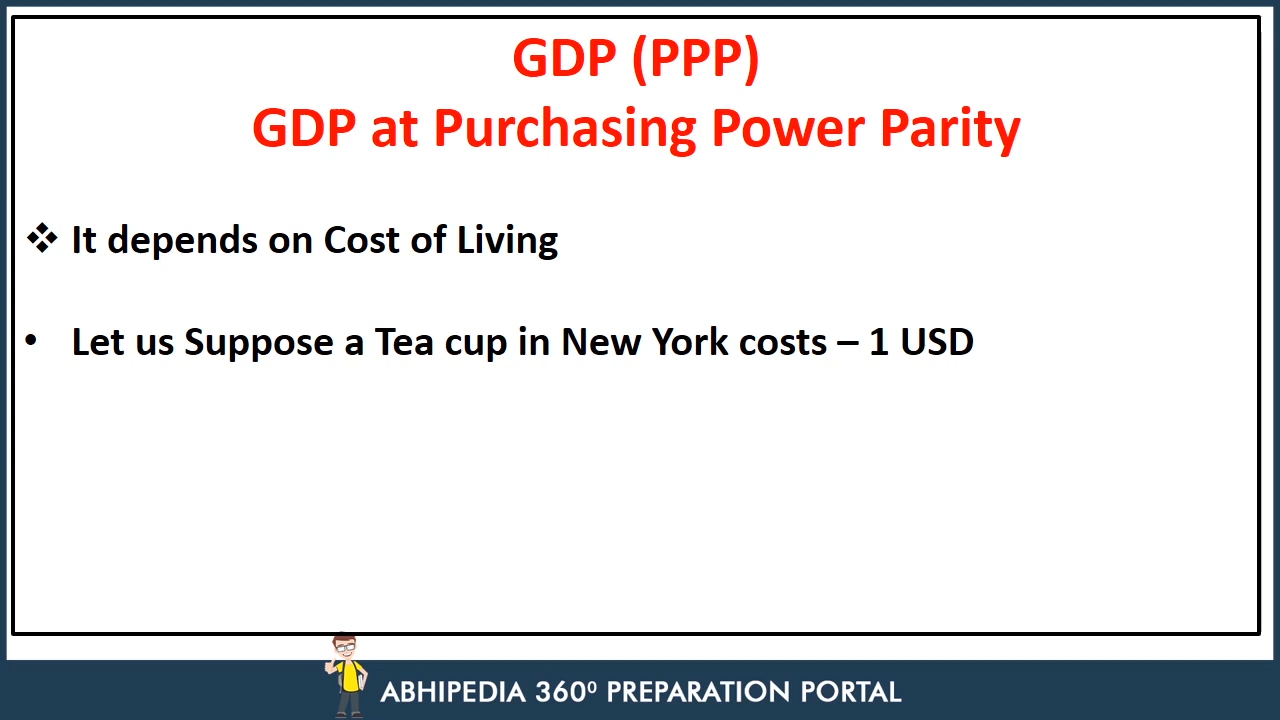 GDP (PPP)
GDP at Purchasing Power Parity
❖ It depends on Cost of Living
• Let us Suppose a Tea cup in New York costs – 1 USD
ABHIPEDIA 360⁰ PREPARATION PORTAL